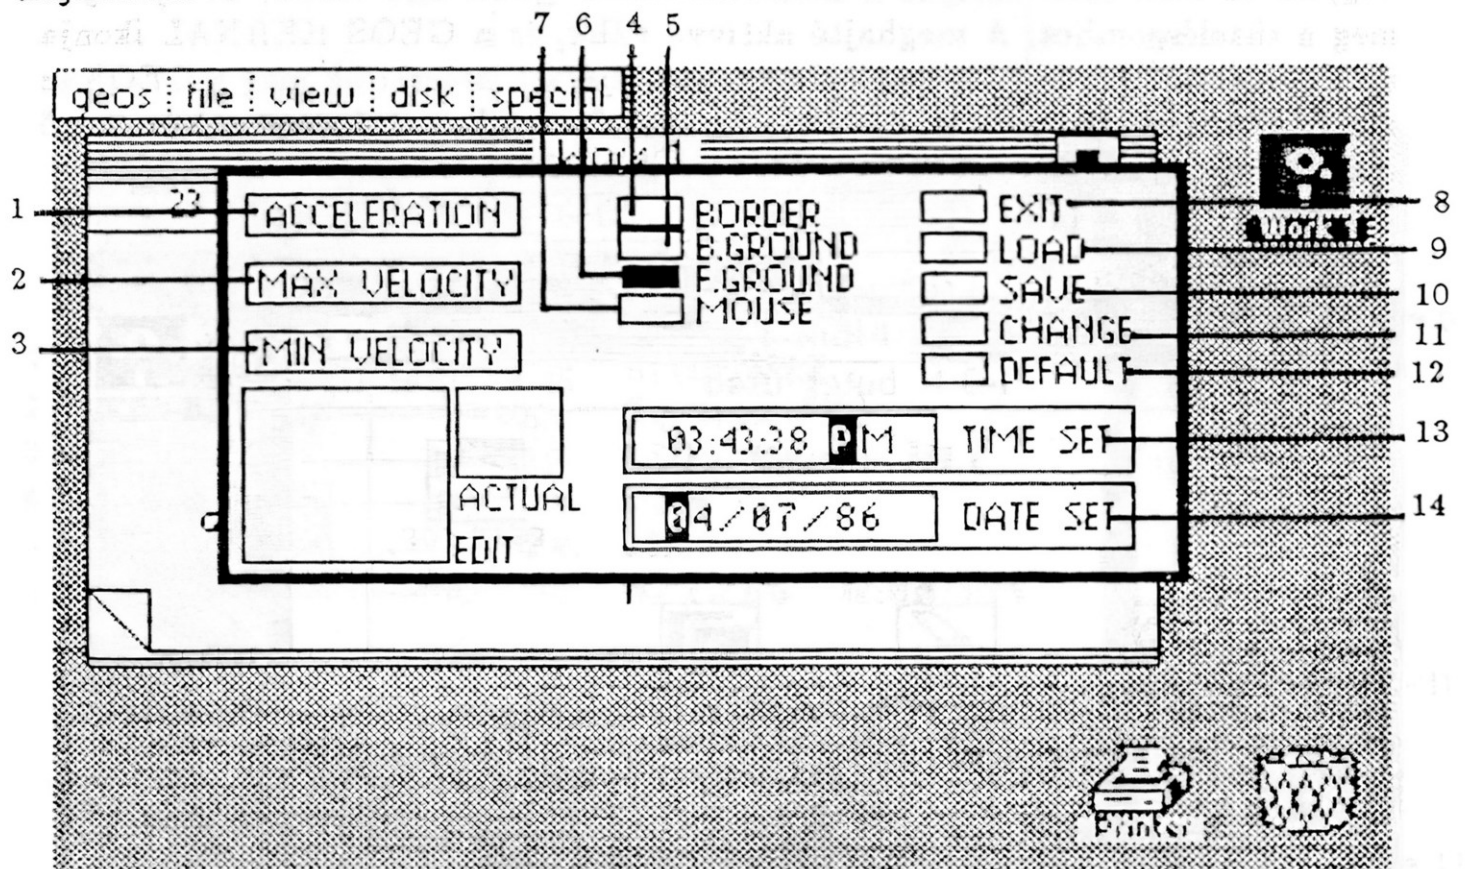 7 6 4 5
geos file view disk special
1 23 ACCELERATION BORDER EXIT 8
B.GROUND LOAD 9
2 MAX VELOCITY F.GROUND SAVE 10
MOUSE CHANGE 11
3 MIN VELOCITY DEFAULT 12
Work 1
03:43:38 PM TIME SET 13
ACTUAL
04/07/86 DATE SET 14
EDIT
Printer